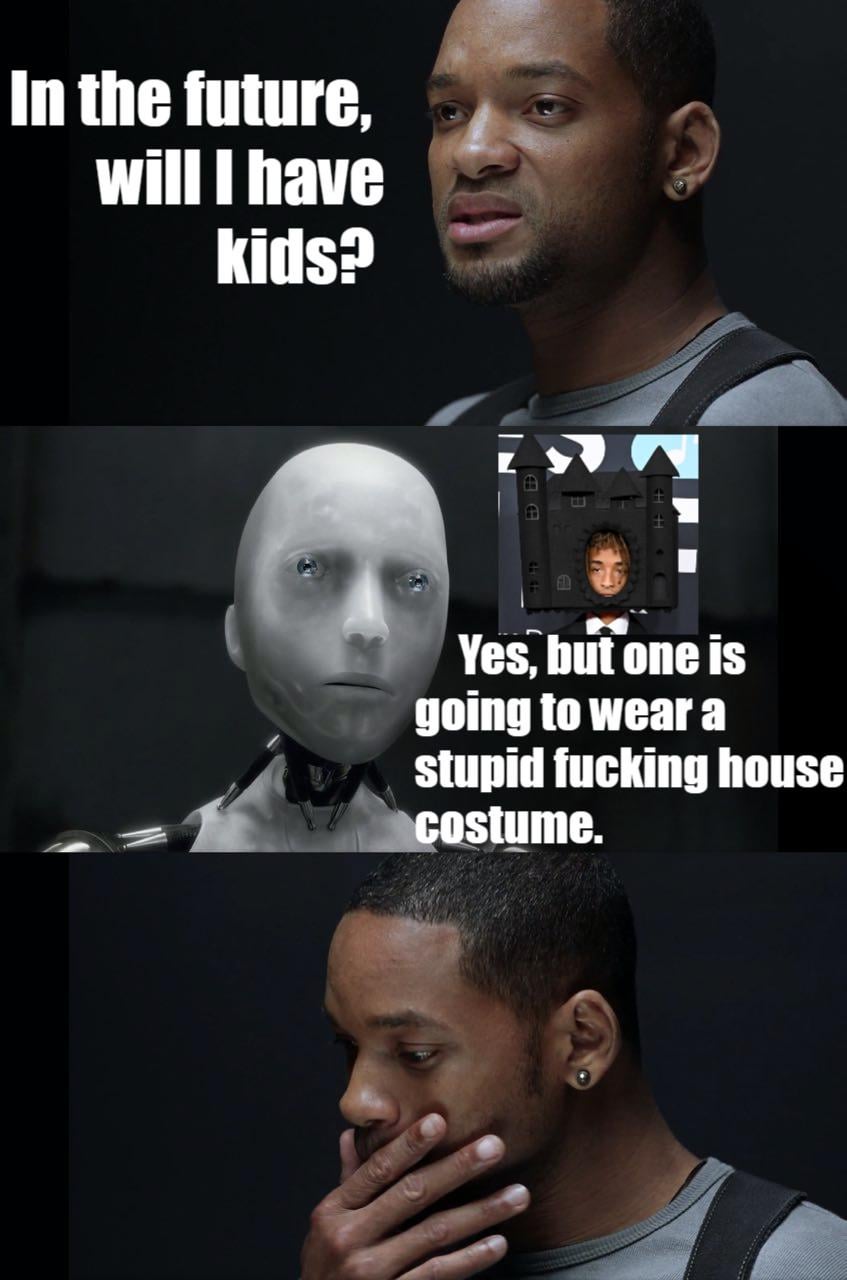 In the future,
will I have
kids?
Yes, but one is
going to wear a
stupid fucking house
costume.